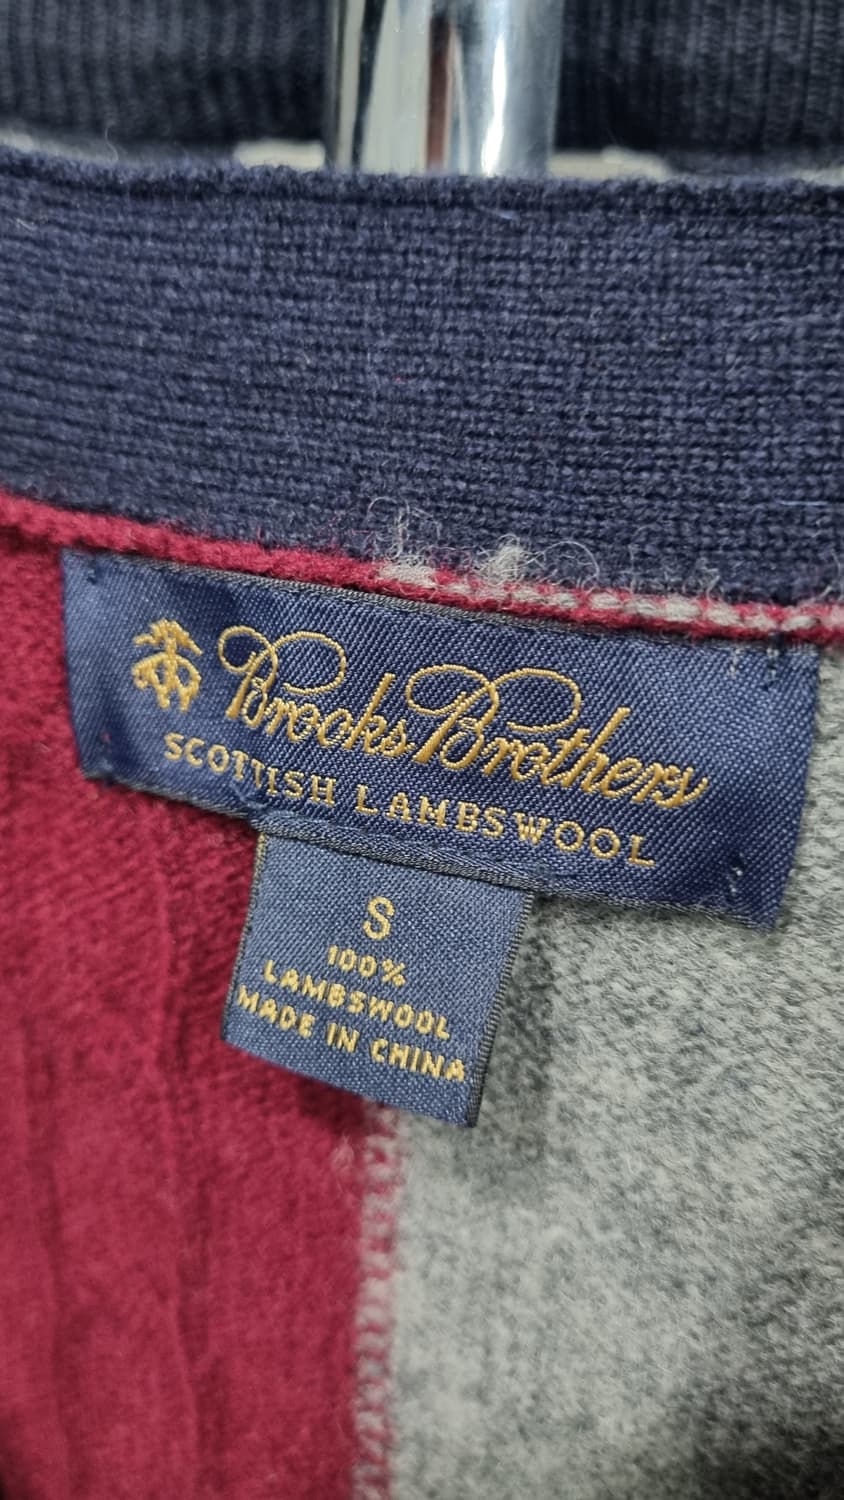 Brooks Brothers
SCOTTISH LAMBSWOOL
S
100%
LAMBSWOOL
MADE IN CHINA